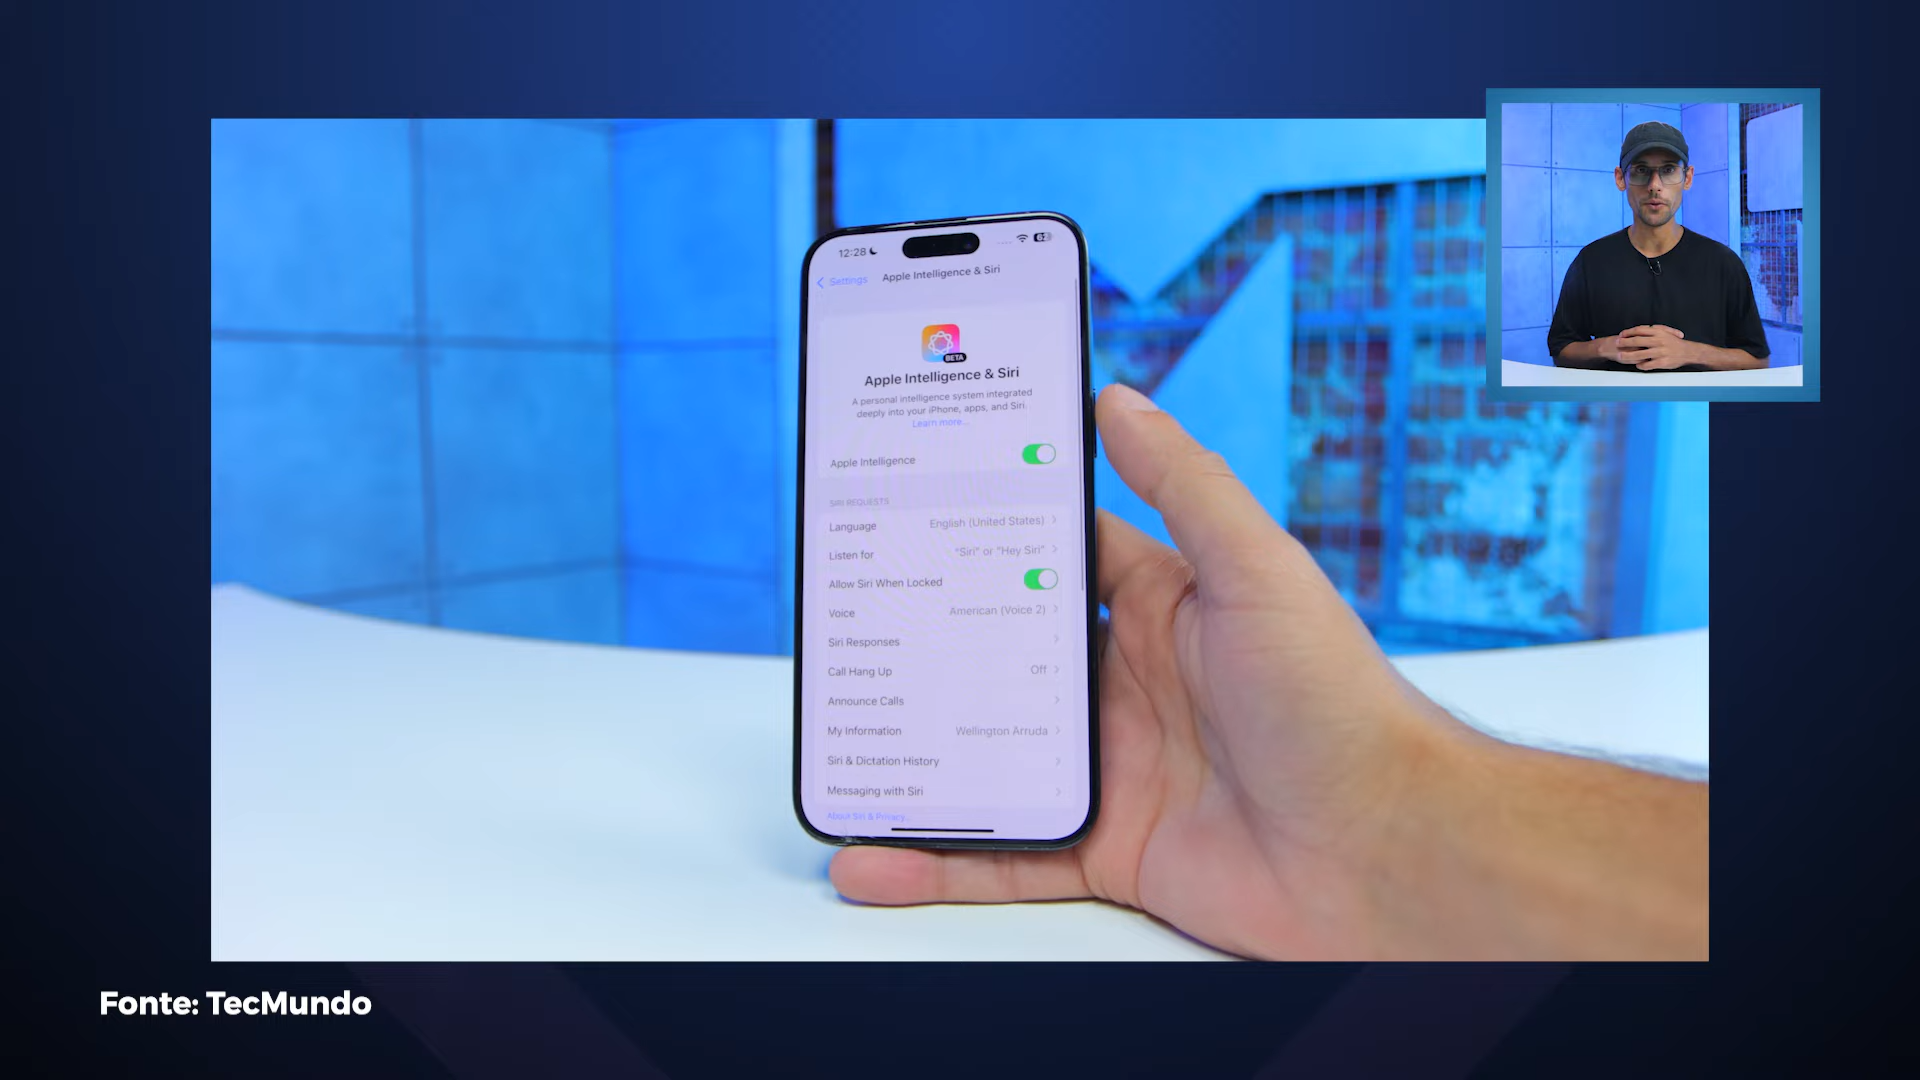 12:28
62
Settings
Apple Intelligence & Siri
BETA
Apple Intelligence & Siri
A personal intelligence system integrated
deeply into your iPhone, apps, and Siri.
Learn more...
Apple Intelligence
SIRI REQUESTS
Language English (United States)
Listen for "Siri" or "Hey Siri"
Allow Siri When Locked
Voice American (Voice 2)
Siri Responses
Call Hang Up Off
Announce Calls
My Information Wellington Arruda
Siri & Dictation History
Messaging with Siri
About Siri & Privacy...
Fonte: TecMundo